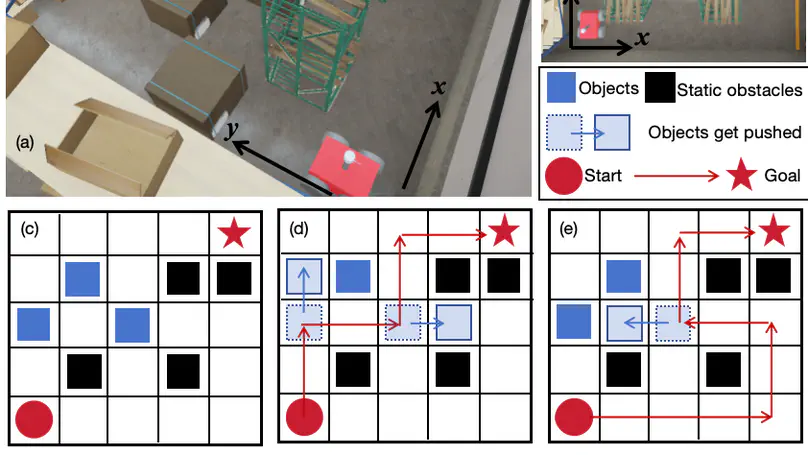 x
y
(a)
x
Objects
Static obstacles
Objects get pushed
Start
Goal
(c)
(d)
(e)